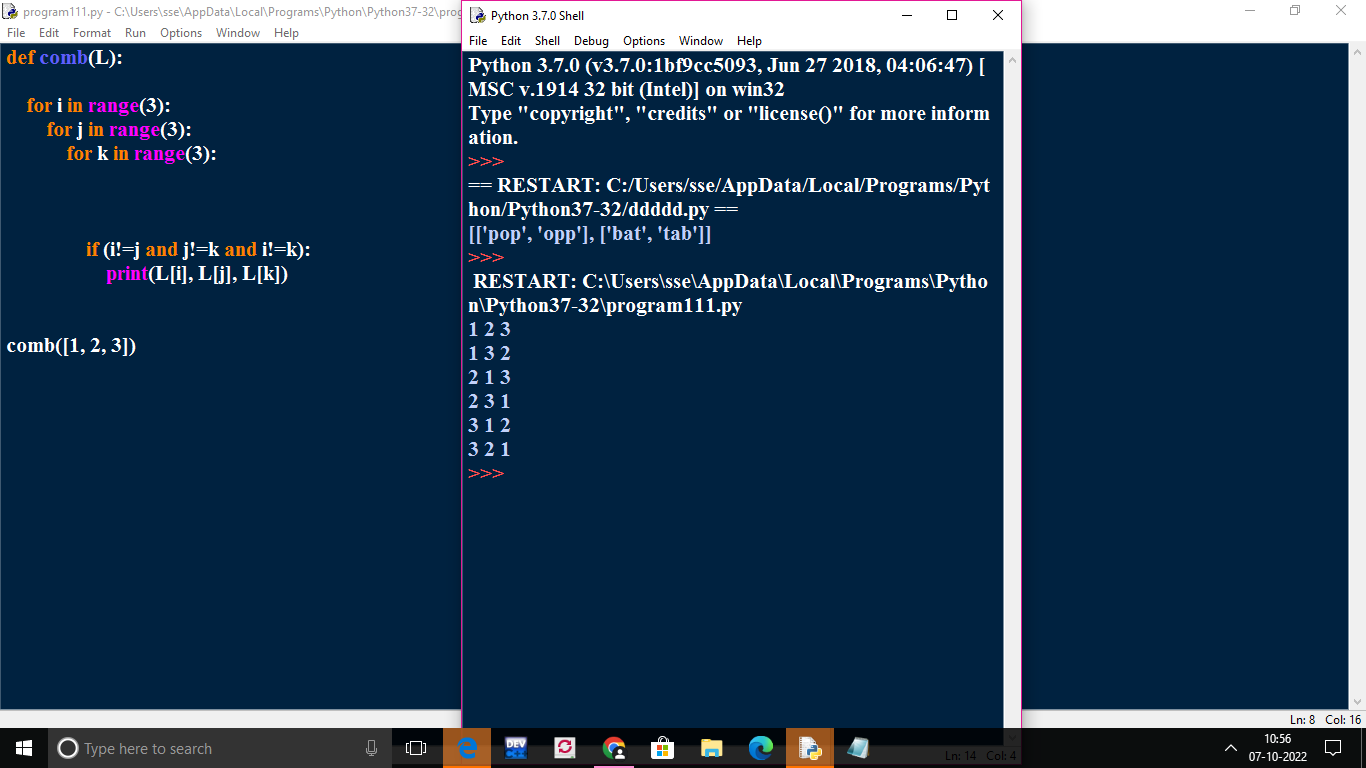 program111.py - C:\Users\sse\AppData\Local\Programs\Python\Python37-32\prog
File Edit Format Run Options Window Help
def comb(L):
for i in range(3):
for j in range(3):
for k in range(3):
if (i!=j and j!=k and i!=k):
print(L[i], L[j], L[k])
comb([1, 2, 3])
Python 3.7.0 Shell
File Edit Shell Debug Options Window Help
Python 3.7.0 (v3.7.0:1bf9cc5093, Jun 27 2018, 04:06:47) [
MSC v.1914 32 bit (Intel)] on win32
Type "copyright", "credits" or "license()" for more inform
ation.
>>>
== RESTART: C:/Users/sse/AppData/Local/Programs/Pyt
hon/Python37-32/ddddd.py ==
[['pop', 'opp'], ['bat', 'tab']]
>>>
RESTART: C:\Users\sse\AppData\Local\Programs\Pytho
n\Python37-32\program111.py
1 2 3
1 3 2
2 1 3
2 3 1
3 1 2
3 2 1
>>>
Ln: 8 Col: 16
Ln: 14 Col: 4
Type here to search
DEV
10:56
07-10-2022